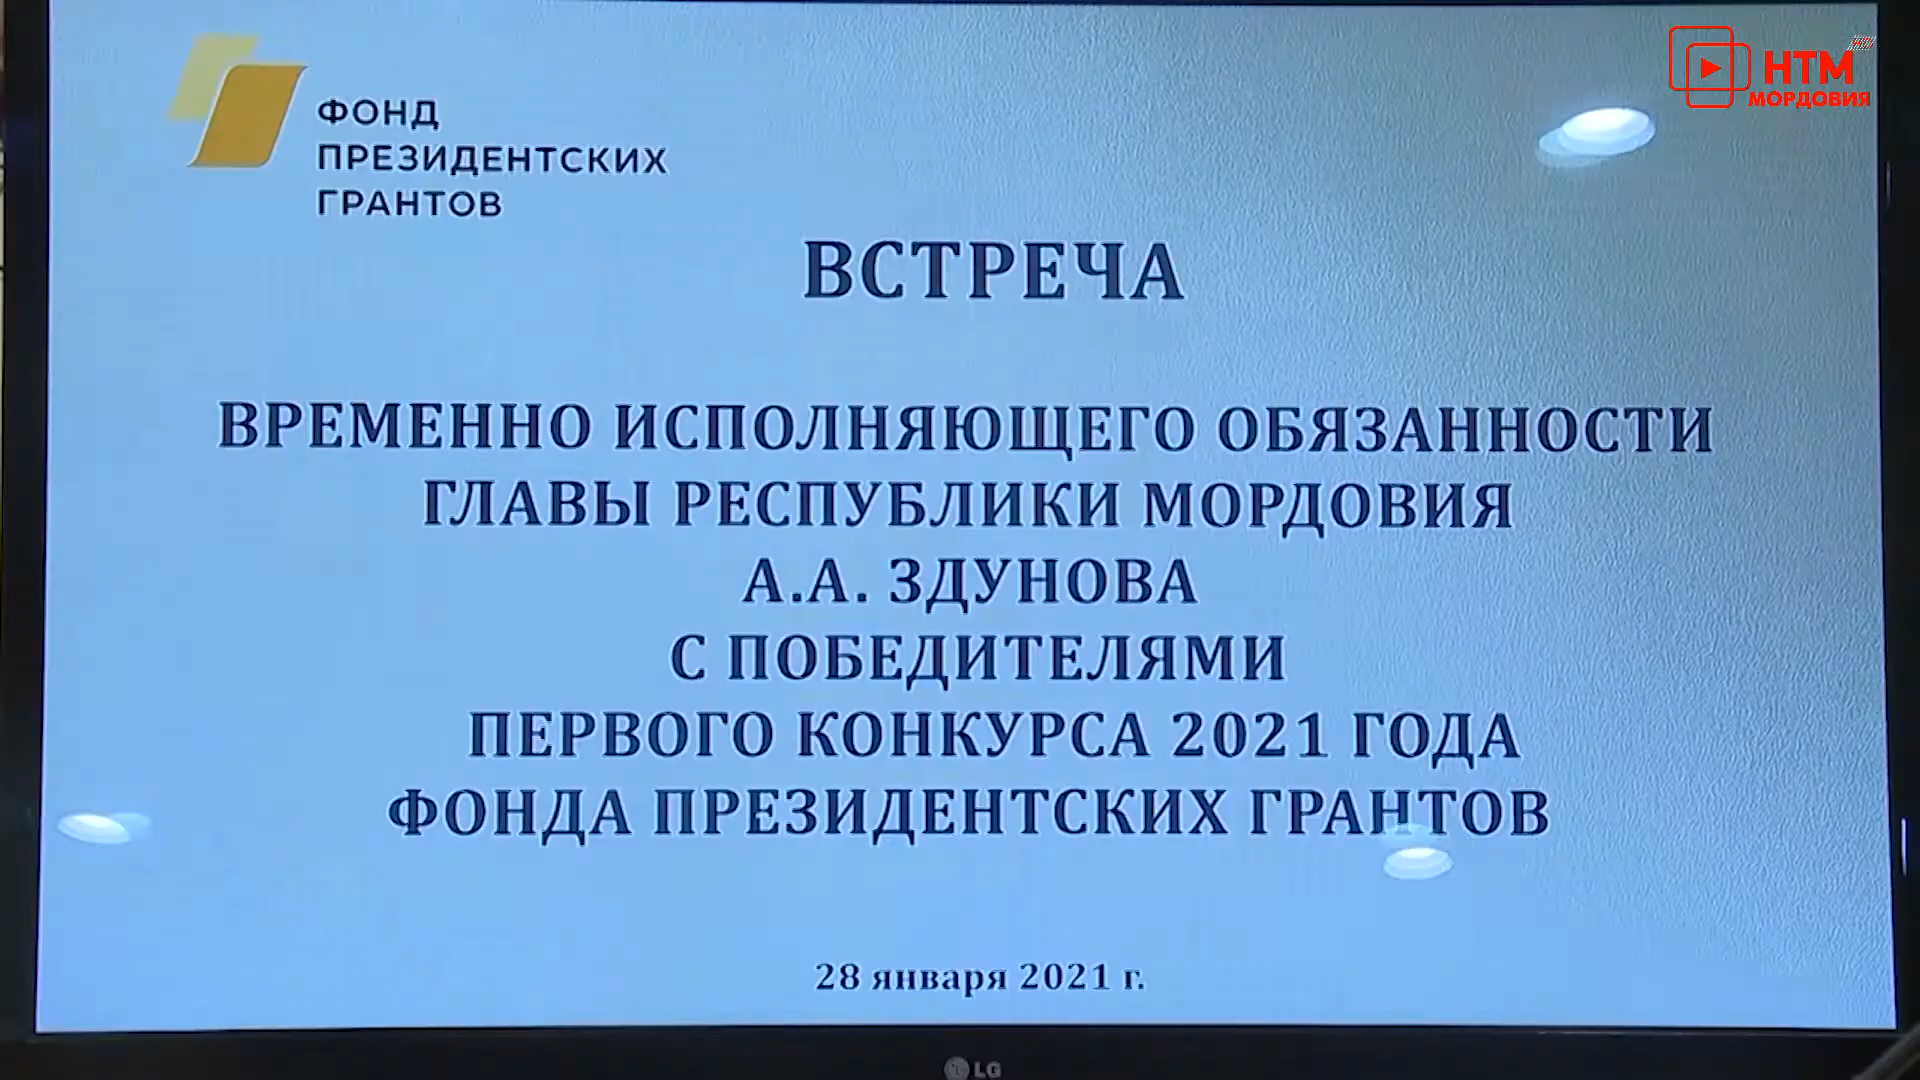 ФОНД
ПРЕЗИДЕНТСКИХ
ГРАНТОВ
НТМ HD
МОРДОВИЯ
ВСТРЕЧА
ВРЕМЕННО ИСПОЛНЯЮЩЕГО ОБЯЗАННОСТИ
ГЛАВЫ РЕСПУБЛИКИ МОРДОВИЯ
А.А. ЗДУНОВА
С ПОБЕДИТЕЛЯМИ
ПЕРВОГО КОНКУРСА 2021 ГОДА
ФОНДА ПРЕЗИДЕНТСКИХ ГРАНТОВ
28 января 2021 г.
LG